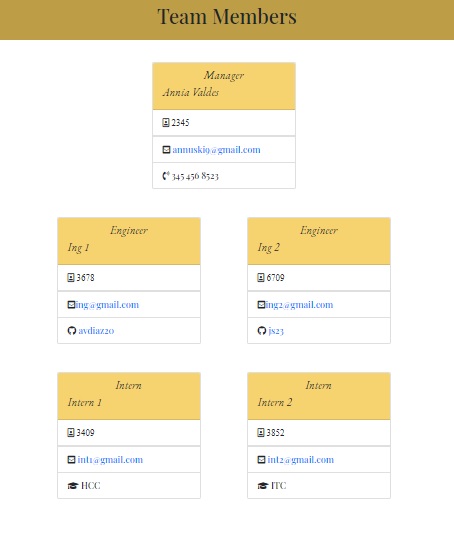 Team Members
Manager
Annia Valdes
2345
annuski9@gmail.com
345 456 8523
Engineer
Ing 1
3678
ing@gmail.com
avdiaz20
Engineer
Ing 2
6709
ing2@gmail.com
js23
Intern
Intern 1
3409
int1@gmail.com
HCC
Intern
Intern 2
3852
int2@gmail.com
ITC